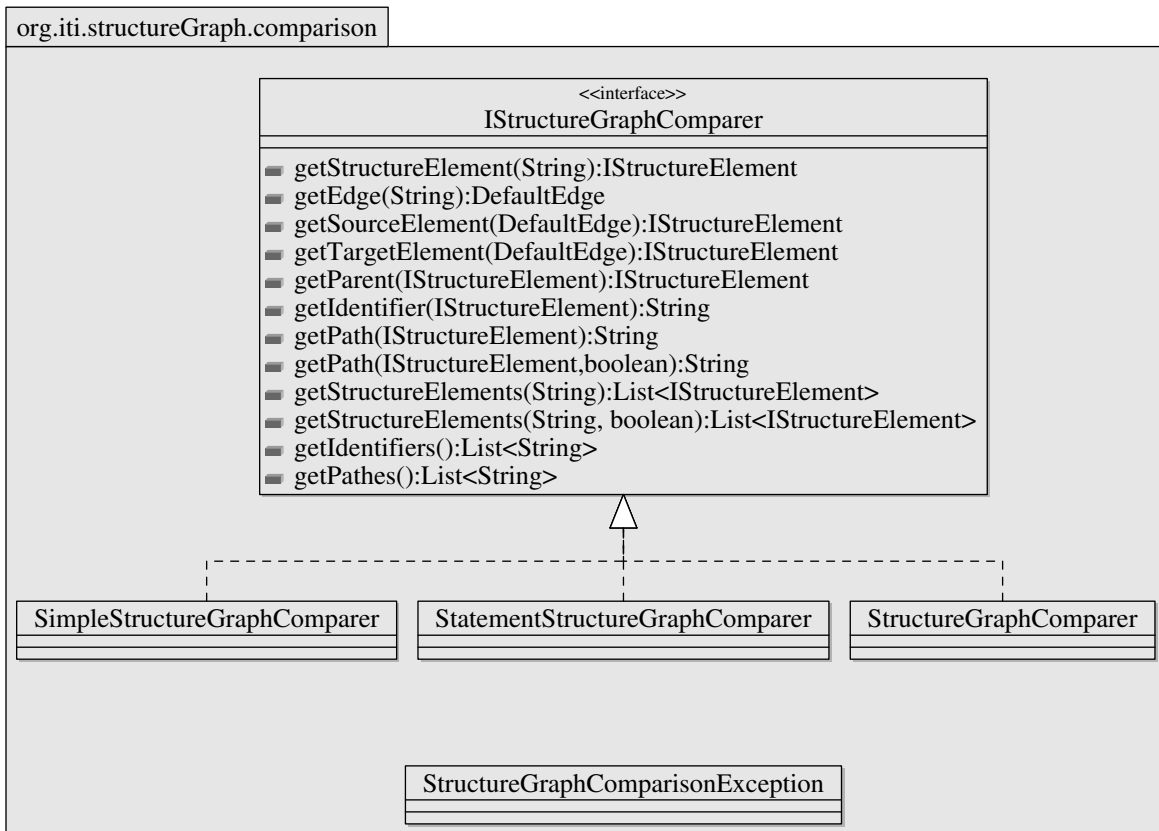 org.iti.structureGraph.comparison
<<interface>>
IStructureGraphComparer
getStructureElement(String):IStructureElement
getEdge(String):DefaultEdge
getSourceElement(DefaultEdge):IStructureElement
getTargetElement(DefaultEdge):IStructureElement
getParent(IStructureElement):IStructureElement
getIdentifier(IStructureElement):String
getPath(IStructureElement):String
getPath(IStructureElement,boolean):String
getStructureElements(String):List<IStructureElement>
getStructureElements(String, boolean):List<IStructureElement>
getIdentifiers():List<String>
getPathes():List<String>
SimpleStructureGraphComparer
StatementStructureGraphComparer
StructureGraphComparer
StructureGraphComparisonException